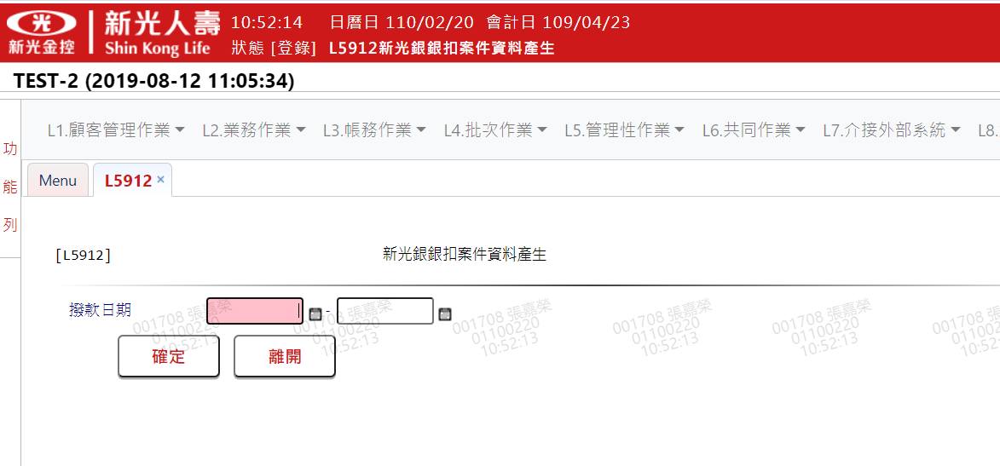 新光金控 新光人壽 Shin Kong Life
10:52:14 日曆日 110/02/20 會計日 109/04/23
狀態 [登錄] L5912新光銀銀扣案件資料產生
TEST-2 (2019-08-12 11:05:34)
功能列
L1.顧客管理作業 L2.業務作業 L3.帳務作業 L4.批次作業 L5.管理性作業 L6.共同作業 L7.介接外部系統 L8.
Menu L5912 ×
[L5912] 新光銀銀扣案件資料產生
撥款日期 -
001708 張嘉榮 001708 張嘉榮 001708 張嘉榮 001708 張嘉榮 001708 張嘉榮 001708
01100220 01100220 01100220 01100220 01100220 0110022
10:52:13 10:52:13 10:52:13 10:52:13 10:52:13 10:52
確定 離開